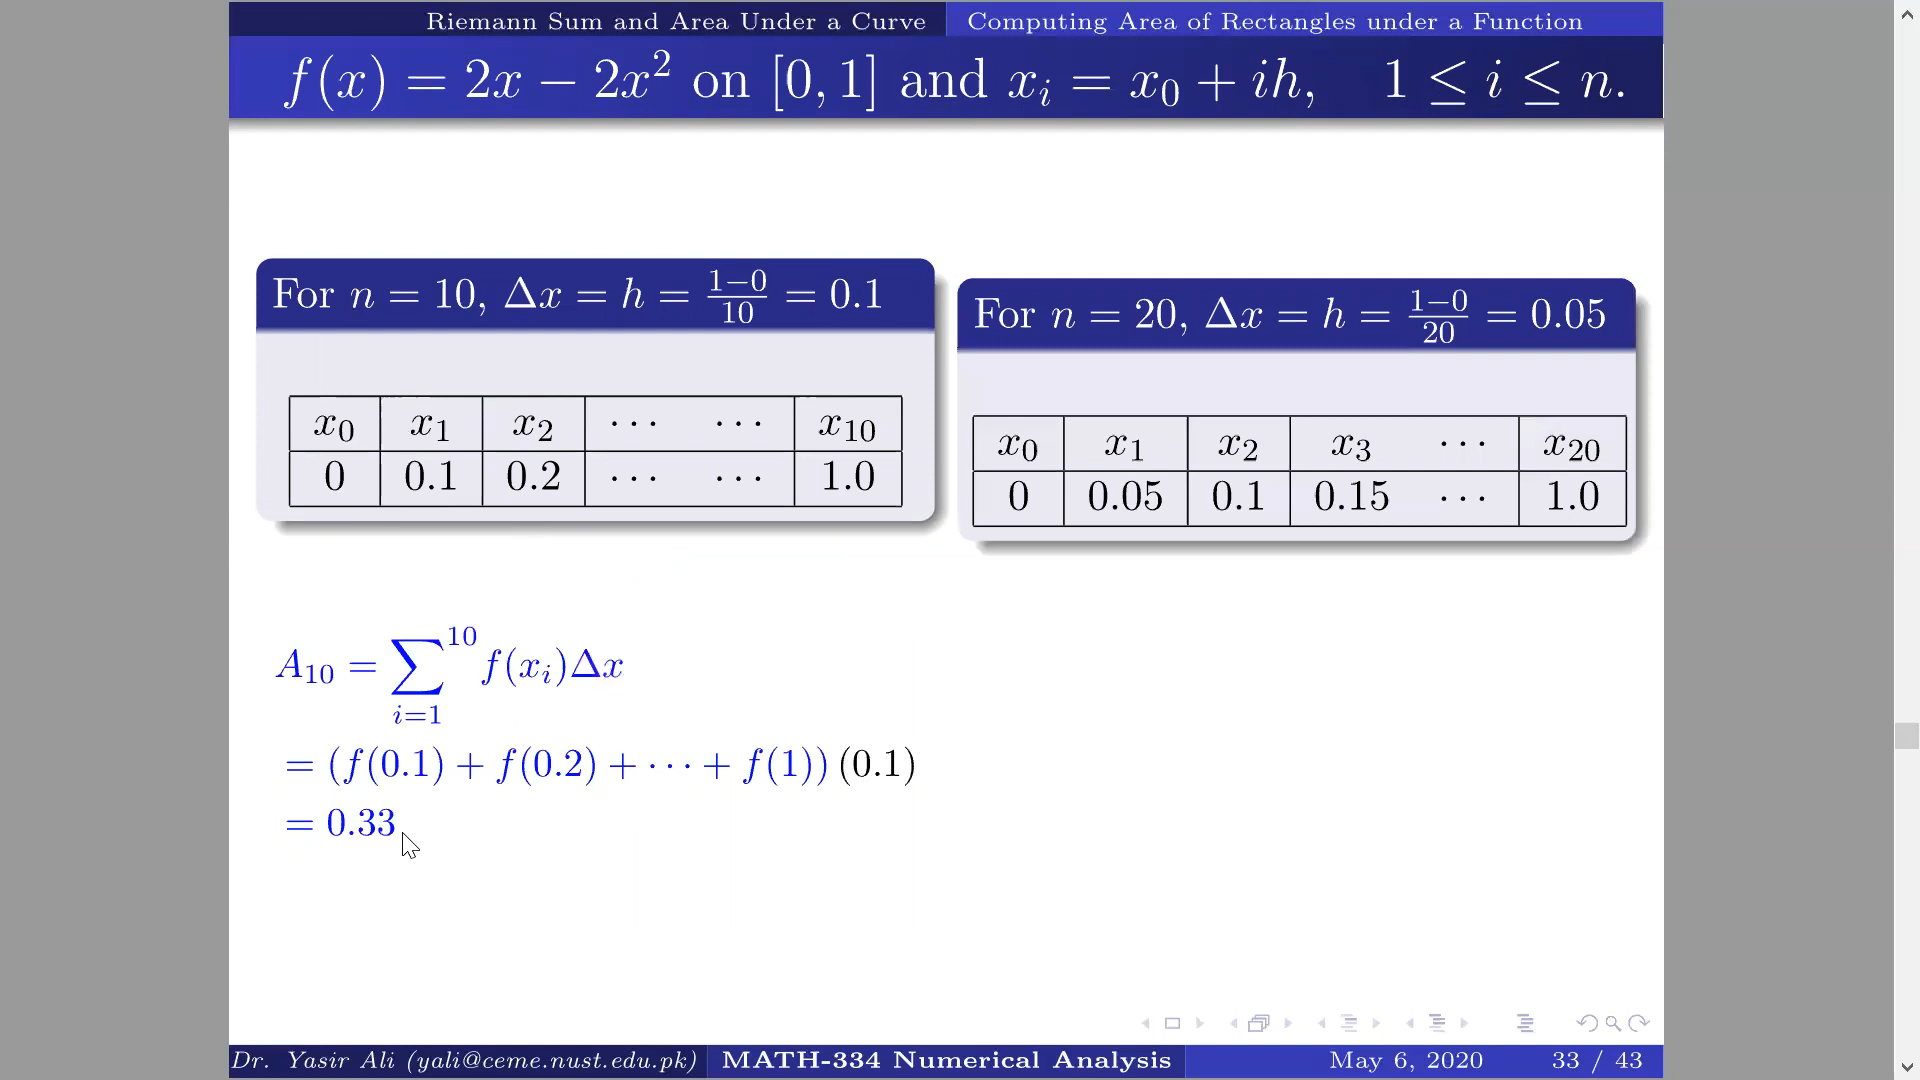 Riemann Sum and Area Under a Curve Computing Area of Rectangles under a Function
f(x) = 2x − 2x² on [0, 1] and xᵢ = x₀ + ih, 1 ≤ i ≤ n.
For n = 10, Δx = h = (1−0)/10 = 0.1
x₀ x₁ x₂ ··· ··· x₁₀
0 0.1 0.2 ··· ··· 1.0
For n = 20, Δx = h = (1−0)/20 = 0.05
x₀ x₁ x₂ x₃ ··· x₂₀
0 0.05 0.1 0.15 ··· 1.0
A₁₀ = ∑_{i=1}^{10} f(xᵢ)Δx
= (f(0.1) + f(0.2) + ··· + f(1)) (0.1)
= 0.33
Dr. Yasir Ali (yali@ceme.nust.edu.pk) MATH-334 Numerical Analysis May 6, 2020 33 / 43